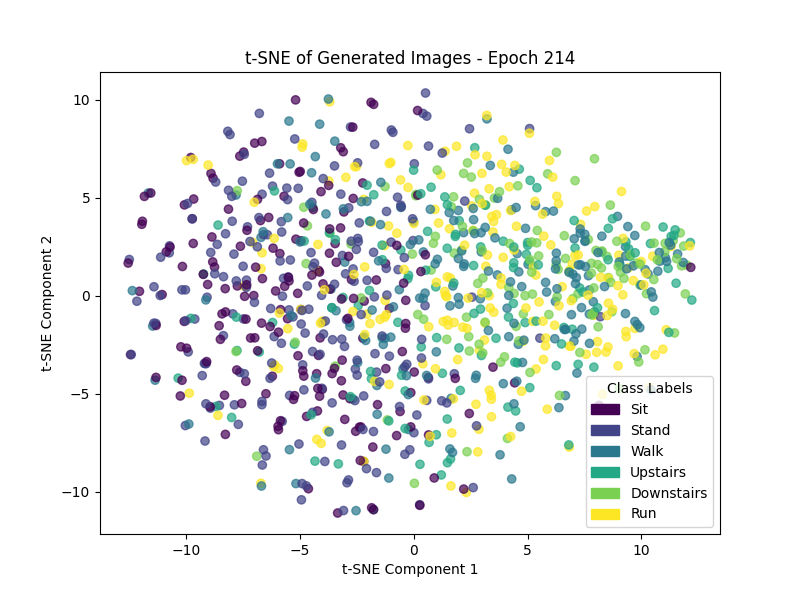 t-SNE of Generated Images - Epoch 214
t-SNE Component 2
10
5
0
−5
−10
Class Labels
Sit
Stand
Walk
Upstairs
Downstairs
Run
−10
−5
0
5
10
t-SNE Component 1